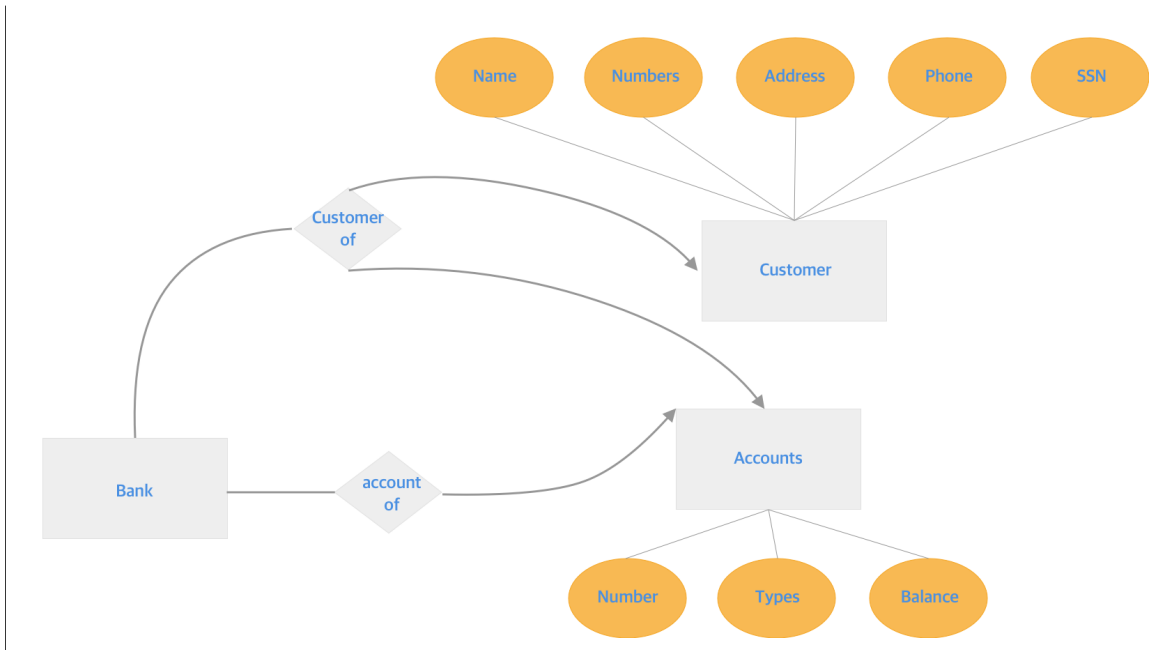 Name
Numbers
Address
Phone
SSN
Customer
of
Customer
Accounts
Bank
account
of
Number
Types
Balance